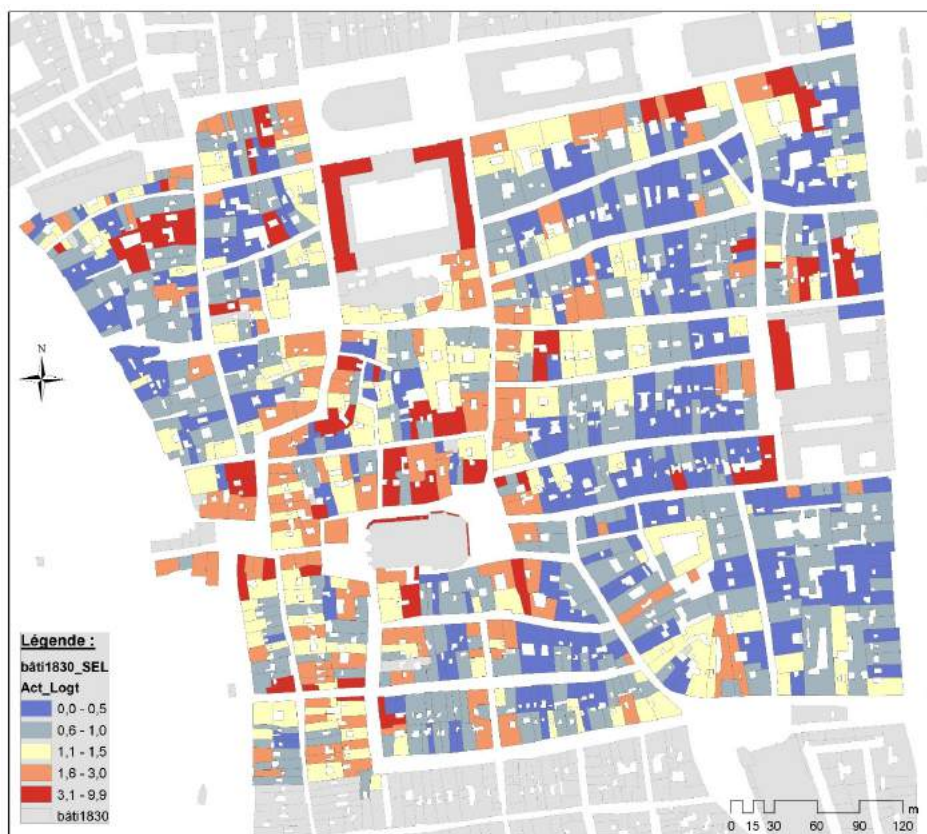 N
Légende :
bâti1830_SEL
Act_Logt
0,0 - 0,5
0,6 - 1,0
1,1 - 1,5
1,6 - 3,0
3,1 - 9,9
bâti1830
m
0 15 30 60 90 120